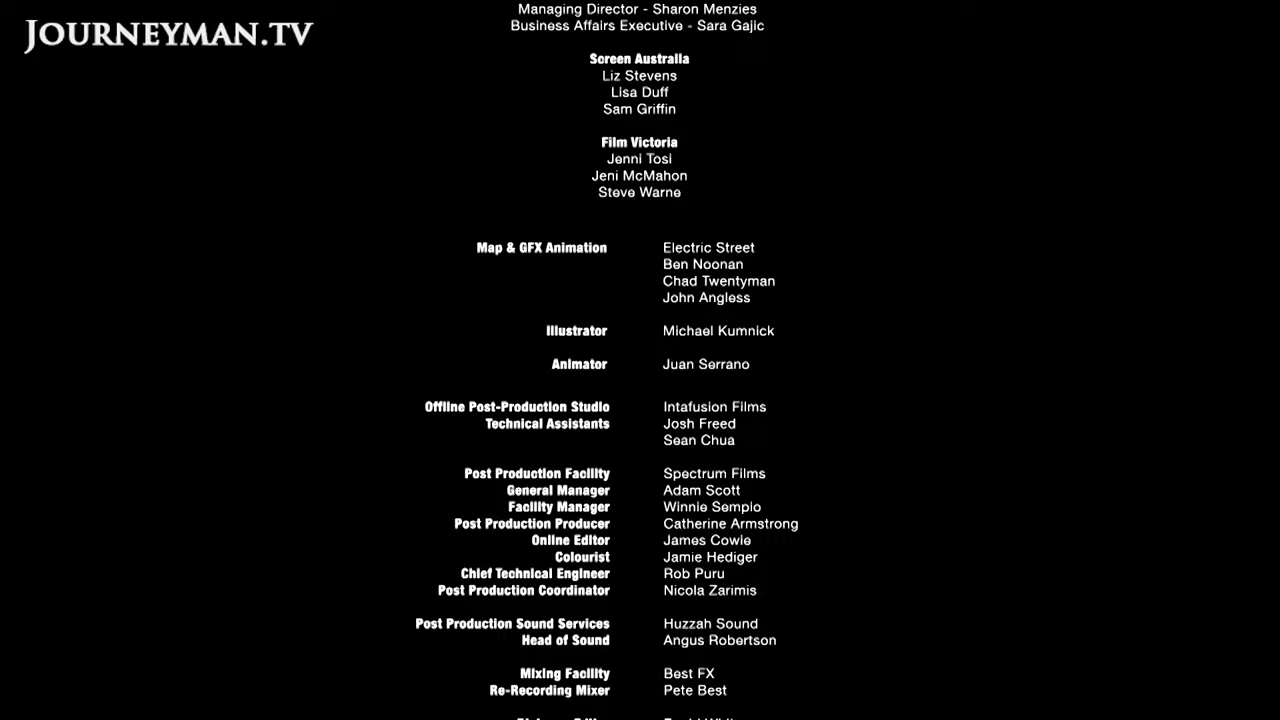 Managing Director - Sharon Menzies
Business Affairs Executive - Sara Gajic
JOURNEYMAN.TV
Screen Australia
Liz Stevens
Lisa Duff
Sam Griffin
Film Victoria
Jenni Tosi
Jeni McMahon
Steve Warne
Map & GFX Animation Electric Street
Ben Noonan
Chad Twentyman
John Angless
Illustrator Michael Kumnick
Animator Juan Serrano
Offline Post-Production Studio Intafusion Films
Technical Assistants Josh Freed
Sean Chua
Post Production Facility Spectrum Films
General Manager Adam Scott
Facility Manager Winnie Semplo
Post Production Producer Catherine Armstrong
Online Editor James Cowle
Colourist Jamie Hediger
Chief Technical Engineer Rob Puru
Post Production Coordinator Nicola Zarimis
Post Production Sound Services Huzzah Sound
Head of Sound Angus Robertson
Mixing Facility Best FX
Re-Recording Mixer Pete Best